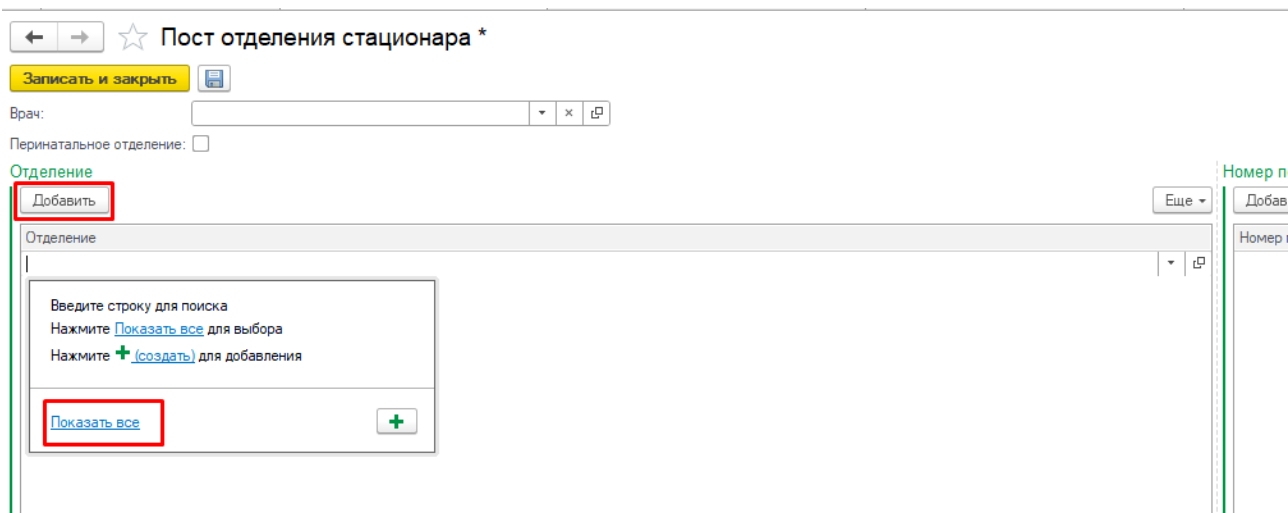 Пост отделения стационара *
Записать и закрыть
Врач:
Перинатальное отделение:
Отделение
Номер п
Добавить
Еще
Добав
Отделение
Номер
Введите строку для поиска
Нажмите Показать все для выбора
Нажмите + (создать) для добавления
Показать все